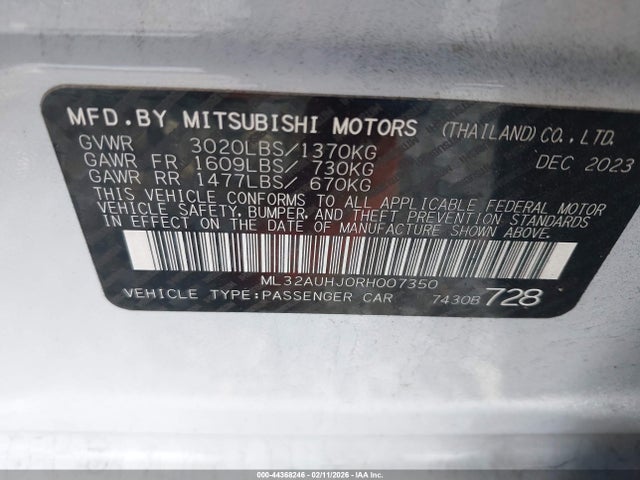 MFD.BY MITSUBISHI MOTORS (THAILAND)CO.,LTD.
GVWR 3020LBS/1370KG DEC 2023
GAWR FR 1609LBS/ 730KG
GAWR RR 1477LBS/ 670KG
THIS VEHICLE CONFORMS TO ALL APPLICABLE FEDERAL MOTOR
VEHICLE SAFETY, BUMPER, AND THEFT PREVENTION STANDARDS
IN EFFECT ON THE DATE OF MANUFACTURE SHOWN ABOVE.
ML32AUHJ0RH007350
VEHICLE TYPE:PASSENGER CAR 7430B 728
000-44368246 - 02/11/2026 - IAAI.COM